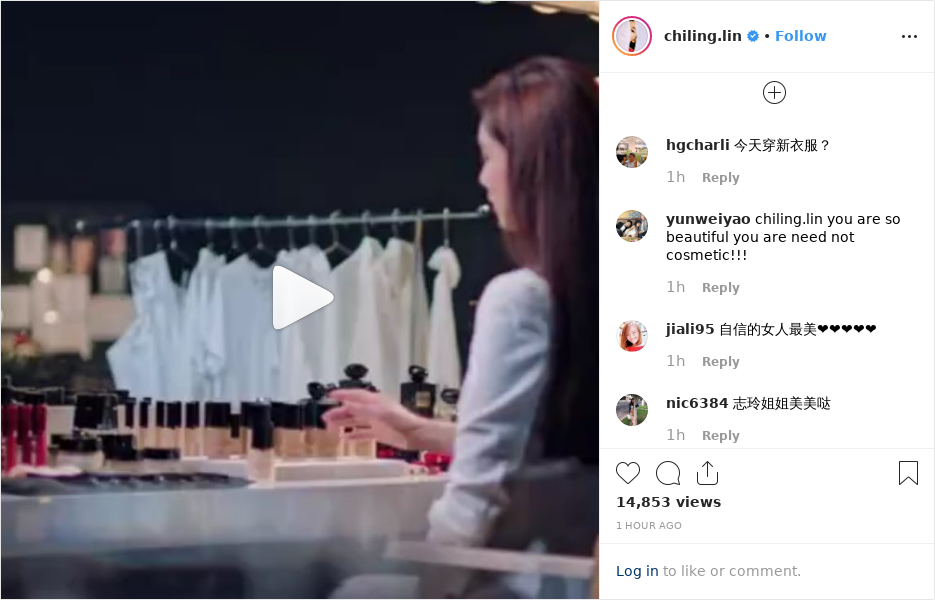 chiling.lin • Follow
hgcharli 今天穿新衣服？
1h Reply
yunweiyao chiling.lin you are so
beautiful you are need not
cosmetic!!!
1h Reply
jiali95 自信的女人最美❤❤❤❤❤
1h Reply
nic6384 志玲姐姐美美哒
1h Reply
14,853 views
1 HOUR AGO
Log in to like or comment.